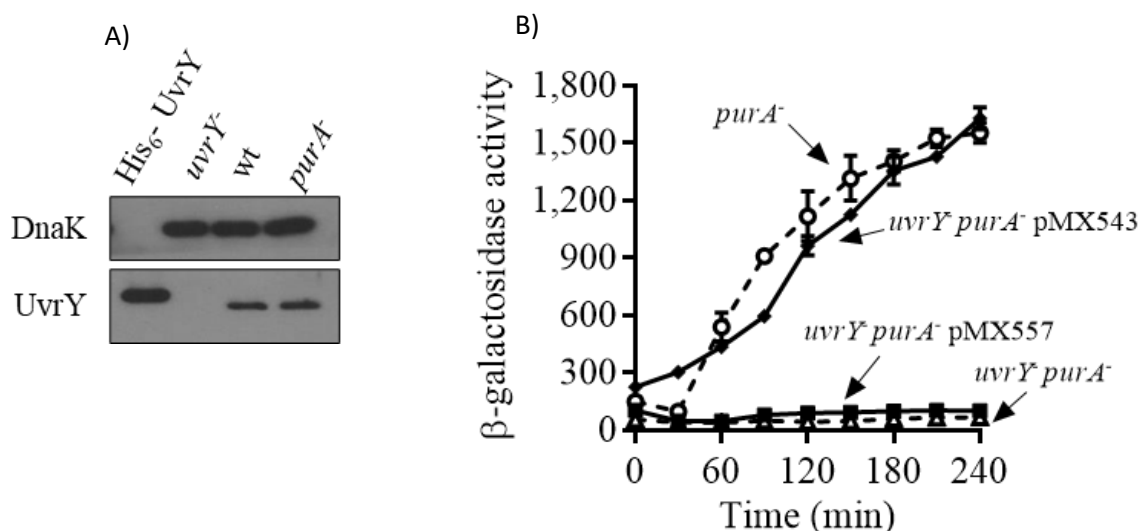 A)
His6- UvrY
uvrY-
wt
purA-
DnaK
UvrY
B)
β-galactosidase activity
1,800
1,500
1,200
900
600
300
0
purA-
uvrY- purA- pMX543
uvrY- purA- pMX557
uvrY- purA-
0 60 120 180 240
Time (min)